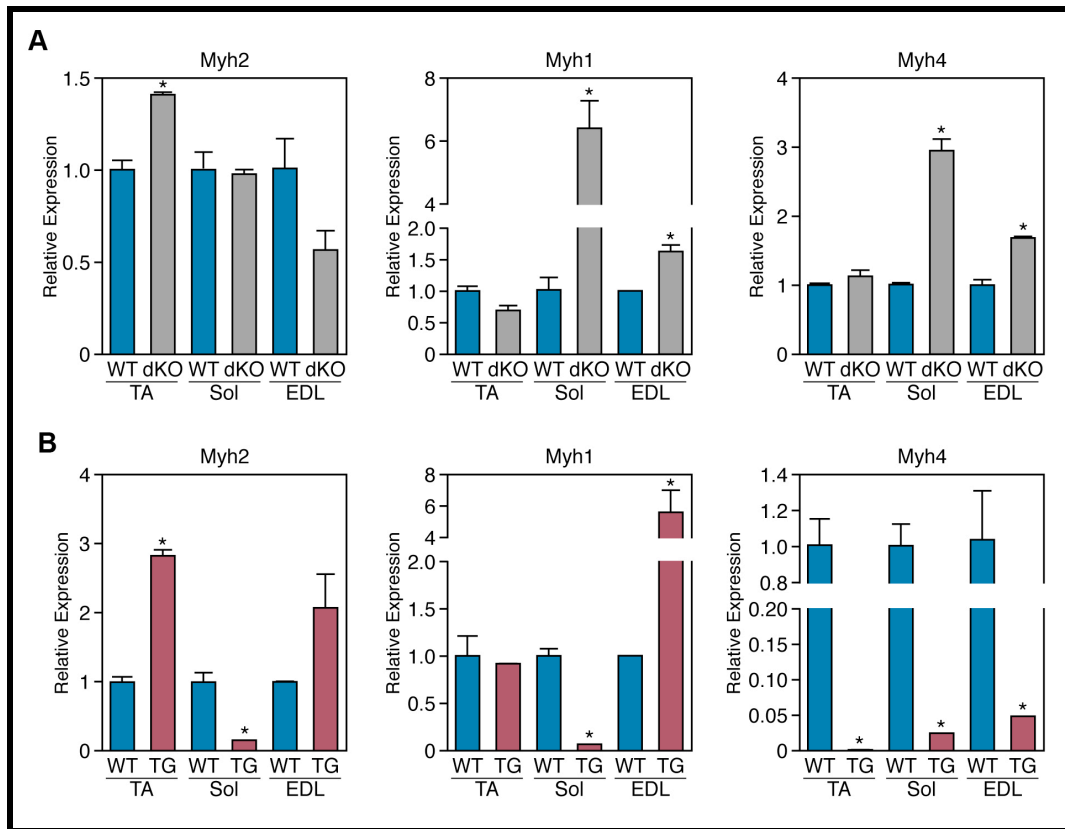 A
Myh2
Myh1
Myh4
Relative Expression
1.5
1.0
0.5
0
*
WT dKO WT dKO WT dKO
TA Sol EDL
Relative Expression
8
6
4
2.0
1.5
1.0
0.5
0
*
*
WT dKO WT dKO WT dKO
TA Sol EDL
Relative Expression
4
3
2
1
0
*
*
WT dKO WT dKO WT dKO
TA Sol EDL
B
Myh2
Myh1
Myh4
Relative Expression
4
3
2
1
0
*
*
WT TG WT TG WT TG
TA Sol EDL
Relative Expression
8
6
4
2.0
1.5
1.0
0.5
0
*
*
WT TG WT TG WT TG
TA Sol EDL
Relative Expression
1.4
1.2
1.0
0.8
0.20
0.15
0.10
0.05
0
*
*
*
WT TG WT TG WT TG
TA Sol EDL